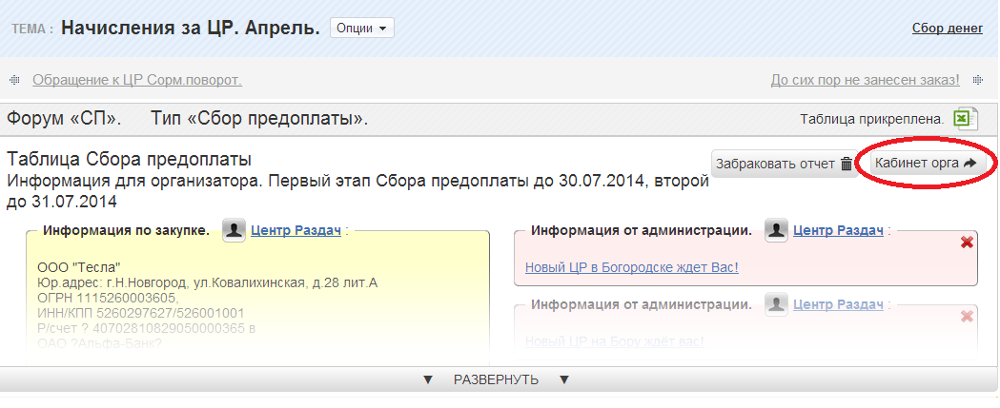 ТЕМА : Начисления за ЦР. Апрель. Опции Сбор денег
Обращение к ЦР Сорм.поворот. До сих пор не занесен заказ!
Форум «СП». Тип «Сбор предоплаты». Таблица прикреплена.
Таблица Сбора предоплаты Забраковать отчет Кабинет орга
Информация для организатора. Первый этап Сбора предоплаты до 30.07.2014, второй
до 31.07.2014
Информация по закупке. Центр Раздач :
ООО "Тесла"
Юр.адрес: г.Н.Новгород, ул.Ковалихинская, д.28 лит.А
ОГРН 1115260003605,
ИНН/КПП 5260297627/526001001
Р/счет ? 40702810829050000365 в
ОАО ?Альфа-Банк?
Информация от администрации. Центр Раздач :
Новый ЦР в Богородске ждет Вас!
Информация от администрации. Центр Раздач :
Новый ЦР на Бору ждёт вас!
РАЗВЕРНУТЬ